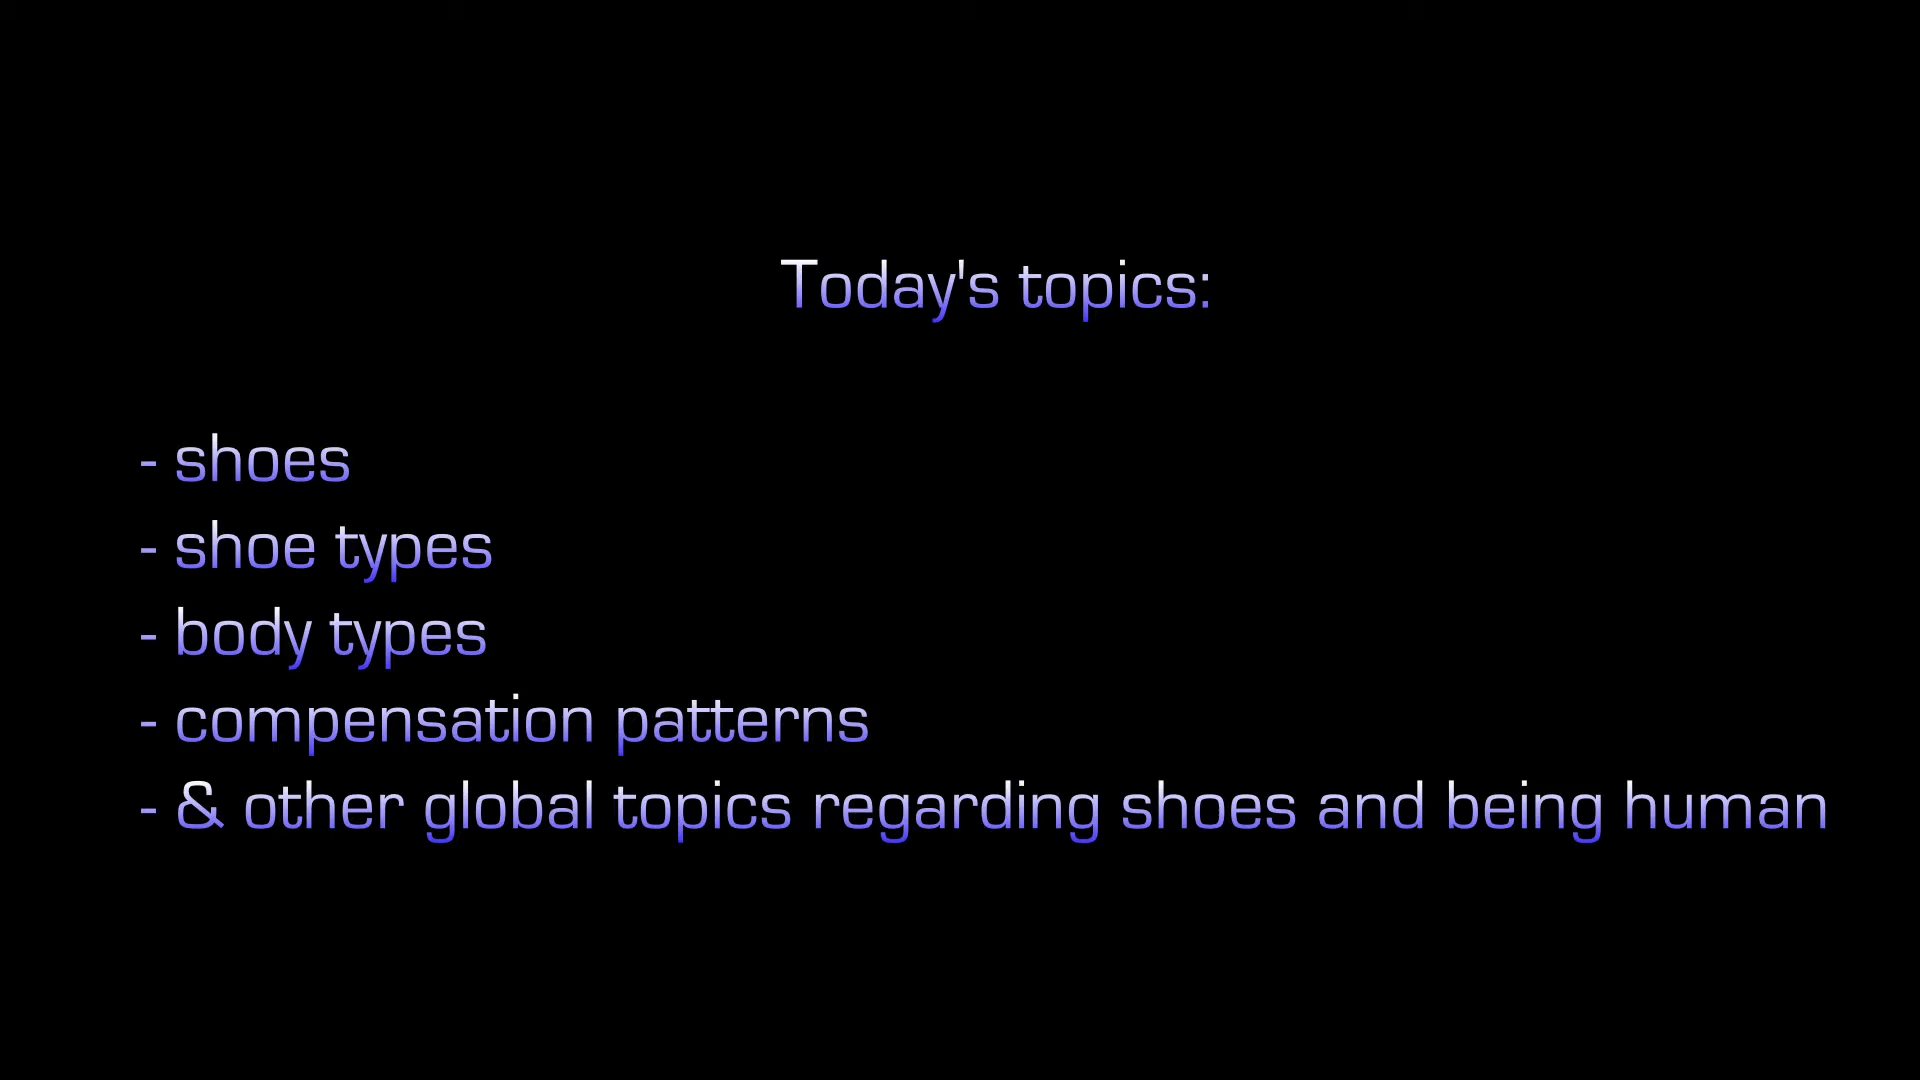 Today's topics:
- shoes
- shoe types
- body types
- compensation patterns
- & other global topics regarding shoes and being human